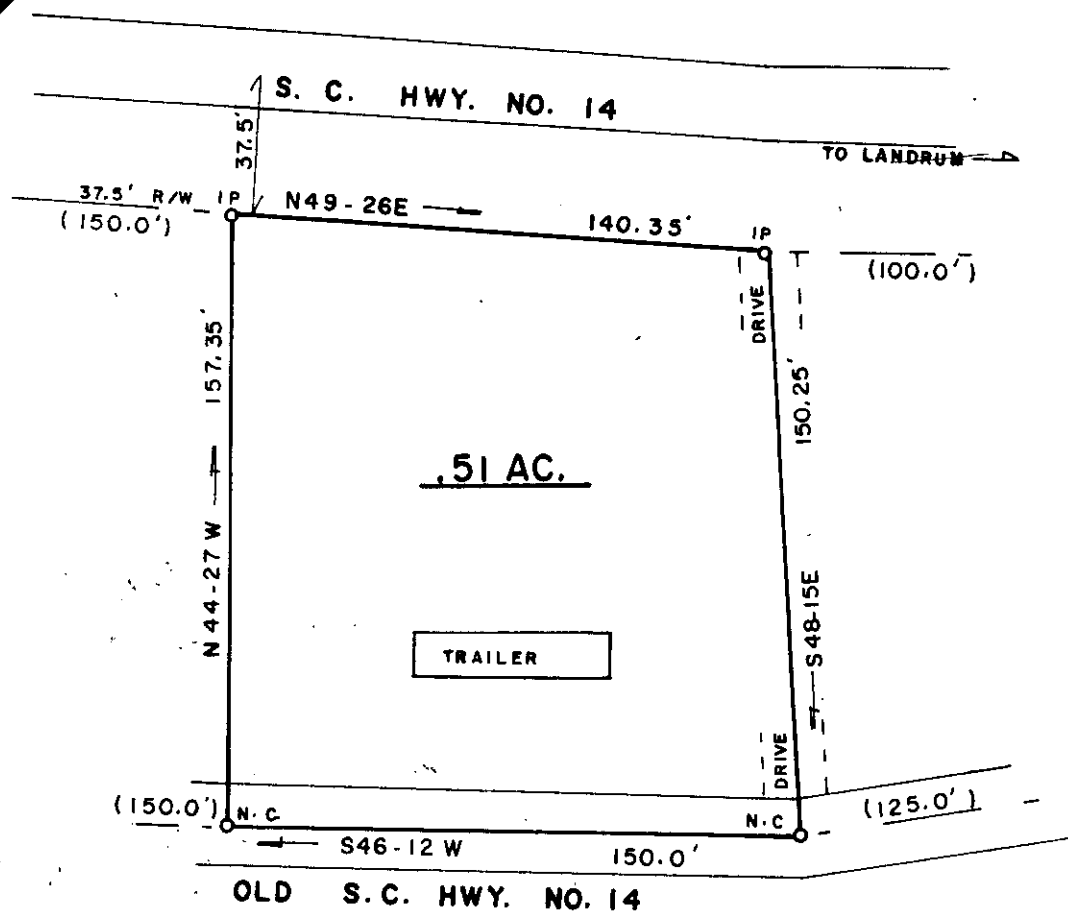 S. C. HWY. NO. 14
37.5'
TO LANDRUM
37.5' R/W IP
(150.0')
N49-26E
140.35'
IP
(100.0')
DRIVE
157.35'
150.25'
.51 AC.
N 44-27 W
S48-15E
TRAILER
DRIVE
(150.0')
N.C.
N.C
(125.0')
S46-12 W
150.0'
OLD S.C. HWY. NO. 14